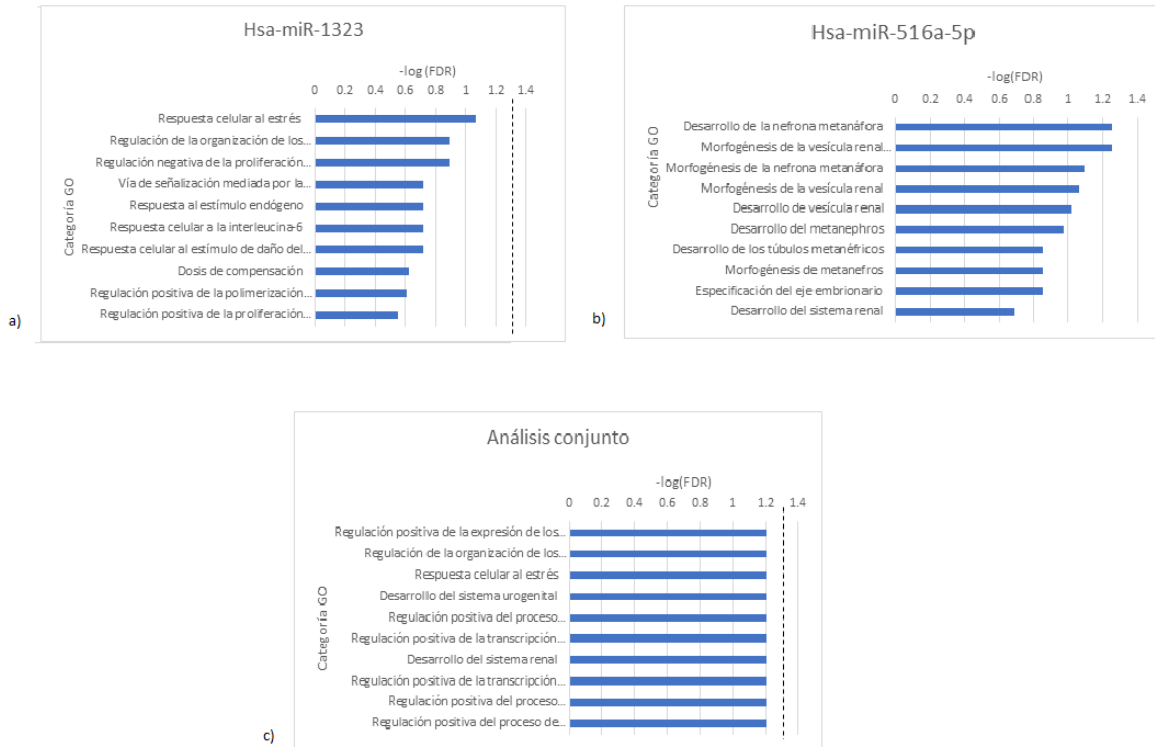 Hsa-miR-1323
-log (FDR)
0 0.2 0.4 0.6 0.8 1 1.2 1.4
Categoría GO
Respuesta celular al estrés
Regulación de la organización de los...
Regulación negativa de la proliferación...
Vía de señalización mediada por la...
Respuesta al estímulo endógeno
Respuesta celular a la interleucina-6
Respuesta celular al estímulo de daño del...
Dosis de compensación
Regulación positiva de la polimerización...
Regulación positiva de la proliferación...
a)
Hsa-miR-516a-5p
-log(FDR)
0 0.2 0.4 0.6 0.8 1 1.2 1.4
Categoría GO
Desarrollo de la nefrona metanáfora
Morfogénesis de la vesícula renal...
Morfogénesis de la nefrona metanáfora
Morfogénesis de la vesícula renal
Desarrollo de vesícula renal
Desarrollo del metanephros
Desarrollo de los túbulos metanéfricos
Morfogénesis de metanefros
Especificación del eje embrionario
Desarrollo del sistema renal
b)
Análisis conjunto
-log(FDR)
0 0.2 0.4 0.6 0.8 1 1.2 1.4
Categoría GO
Regulación positiva de la expresión de los...
Regulación de la organización de los...
Respuesta celular al estrés
Desarrollo del sistema urogenital
Regulación positiva del proceso...
Regulación positiva de la transcripción...
Desarrollo del sistema renal
Regulación positiva de la transcripción...
Regulación positiva del proceso...
Regulación positiva del proceso de...
c)